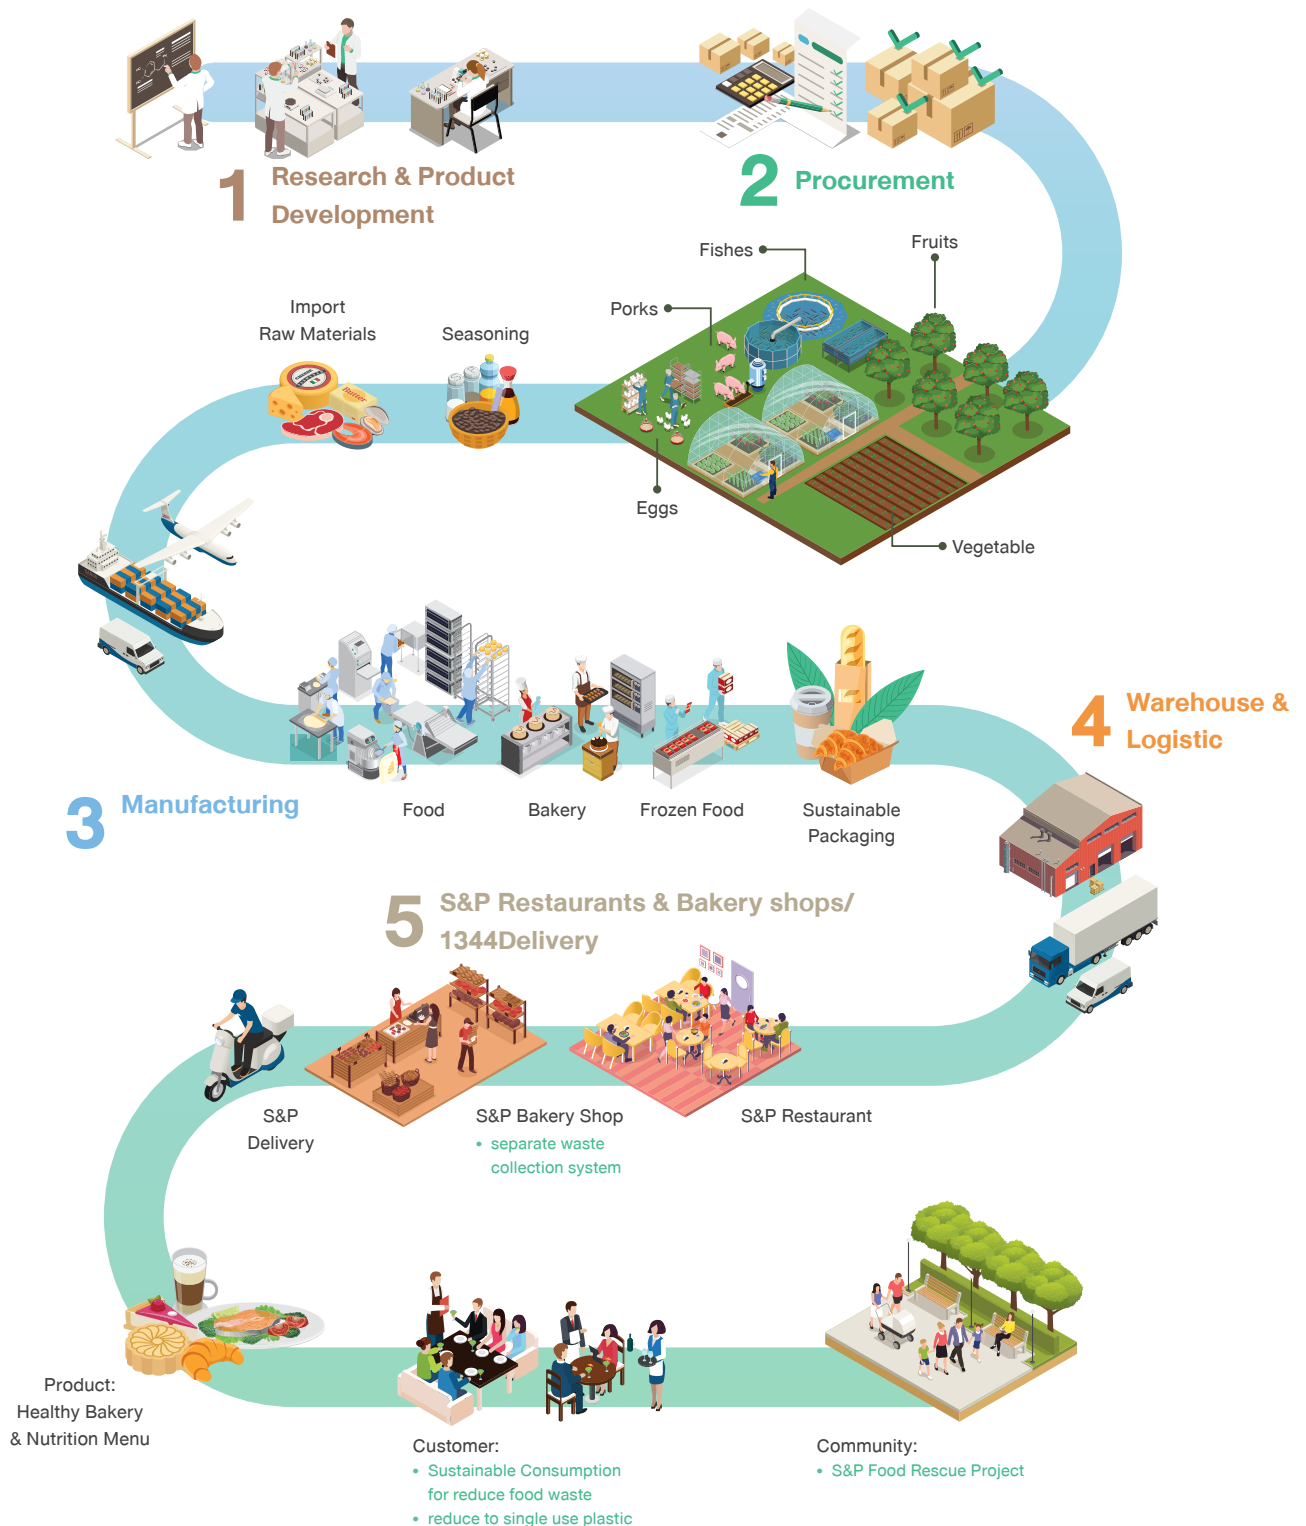 1 Research & Product
Development
2 Procurement
Fishes
Fruits
Porks
Import
Raw Materials
Seasoning
Butter
Eggs
Vegetable
4 Warehouse &
Logistic
3 Manufacturing
Food
Bakery
Frozen Food
Sustainable
Packaging
5 S&P Restaurants & Bakery shops/
1344Delivery
S&P
Delivery
S&P Bakery Shop
• separate waste
collection system
S&P Restaurant
Product:
Healthy Bakery
& Nutrition Menu
Customer:
• Sustainable Consumption
for reduce food waste
• reduce to single use plastic
Community:
• S&P Food Rescue Project